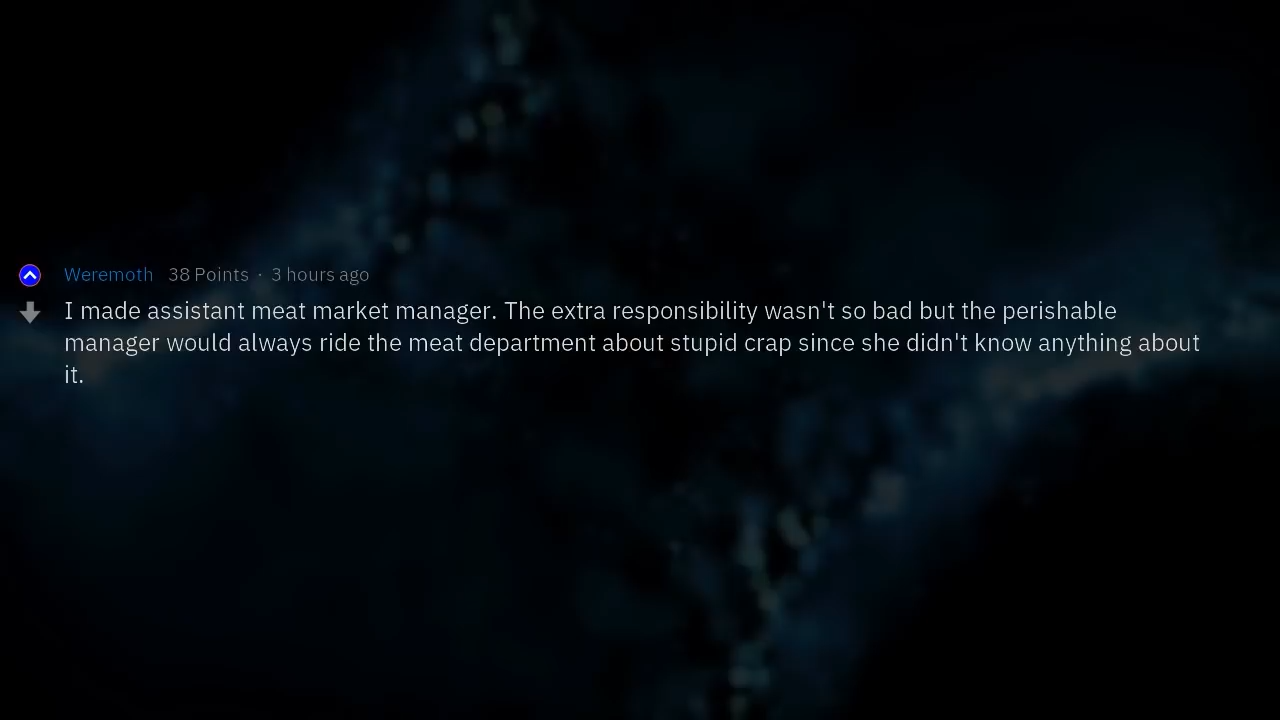 Weremoth 38 Points · 3 hours ago
I made assistant meat market manager. The extra responsibility wasn't so bad but the perishable
manager would always ride the meat department about stupid crap since she didn't know anything about
it.